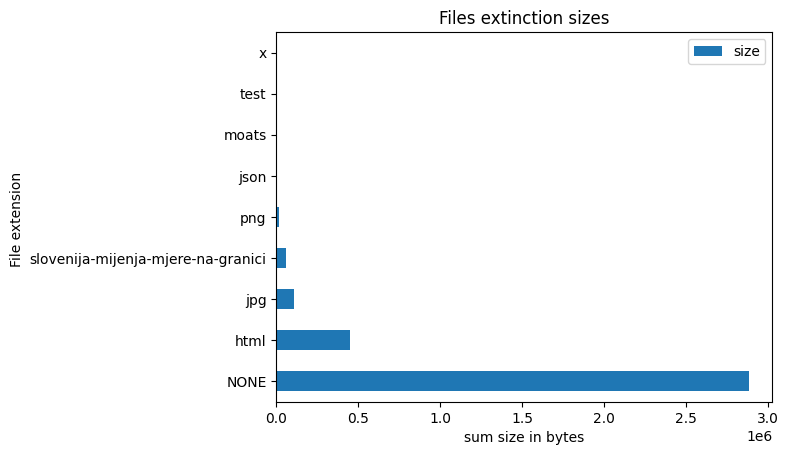 Files extinction sizes
size
File extension
x
test
moats
json
png
slovenija-mijenja-mjere-na-granici
jpg
html
NONE
0.0 0.5 1.0 1.5 2.0 2.5 3.0
1e6
sum size in bytes